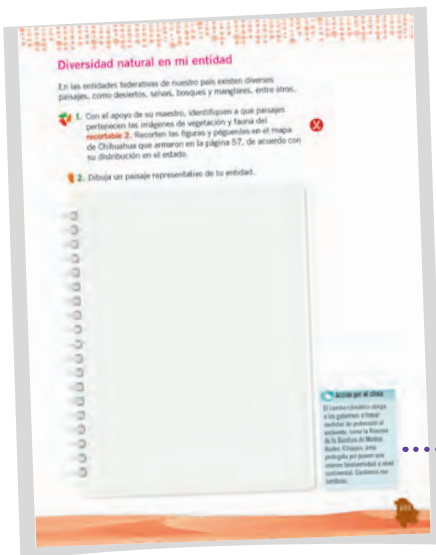 Diversidad natural en mi entidad
En las entidades federativas de nuestro país existen diversos
paisajes, como desiertos, selvas, bosques y manglares, entre otros.
1. Con el apoyo de su maestro, identifiquen a qué paisajes
pertenecen las imágenes de vegetación y fauna del
recortable 2. Recorten las figuras y péguenlas en el mapa
de Chihuahua que armaron en la página 57, de acuerdo con
su distribución en el estado.
2. Dibuja un paisaje representativo de tu entidad.
Acción por el clima
El cambio climático obliga
a los gobiernos a tomar
medidas de protección al
ambiente, como la Reserva
de la Biosfera de Montes
Azules, Chiapas, área
protegida por poseer una
enorme biodiversidad a nivel
continental. Cuidemos ese